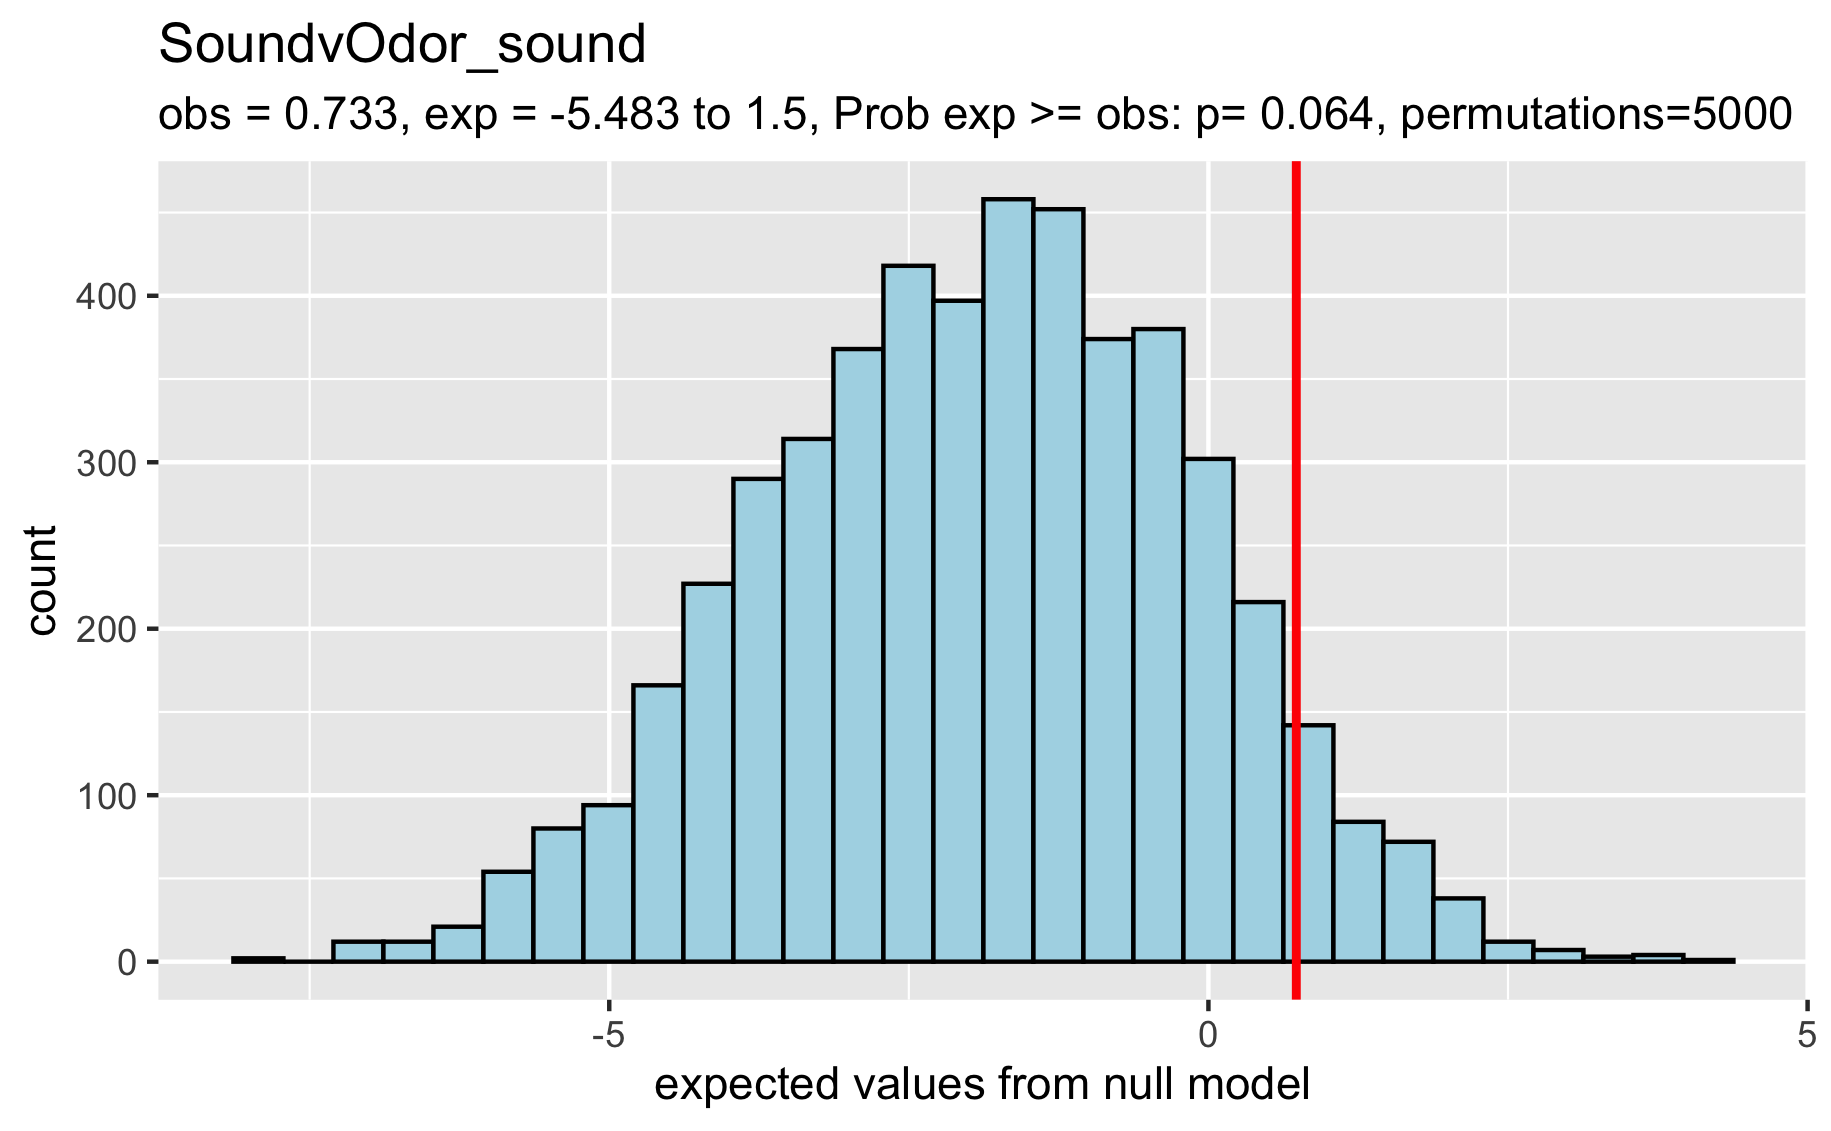 SoundvOdor_sound
obs = 0.733, exp = -5.483 to 1.5, Prob exp >= obs: p= 0.064, permutations=5000
400
300
200
100
0
count
-5 0 5
expected values from null model